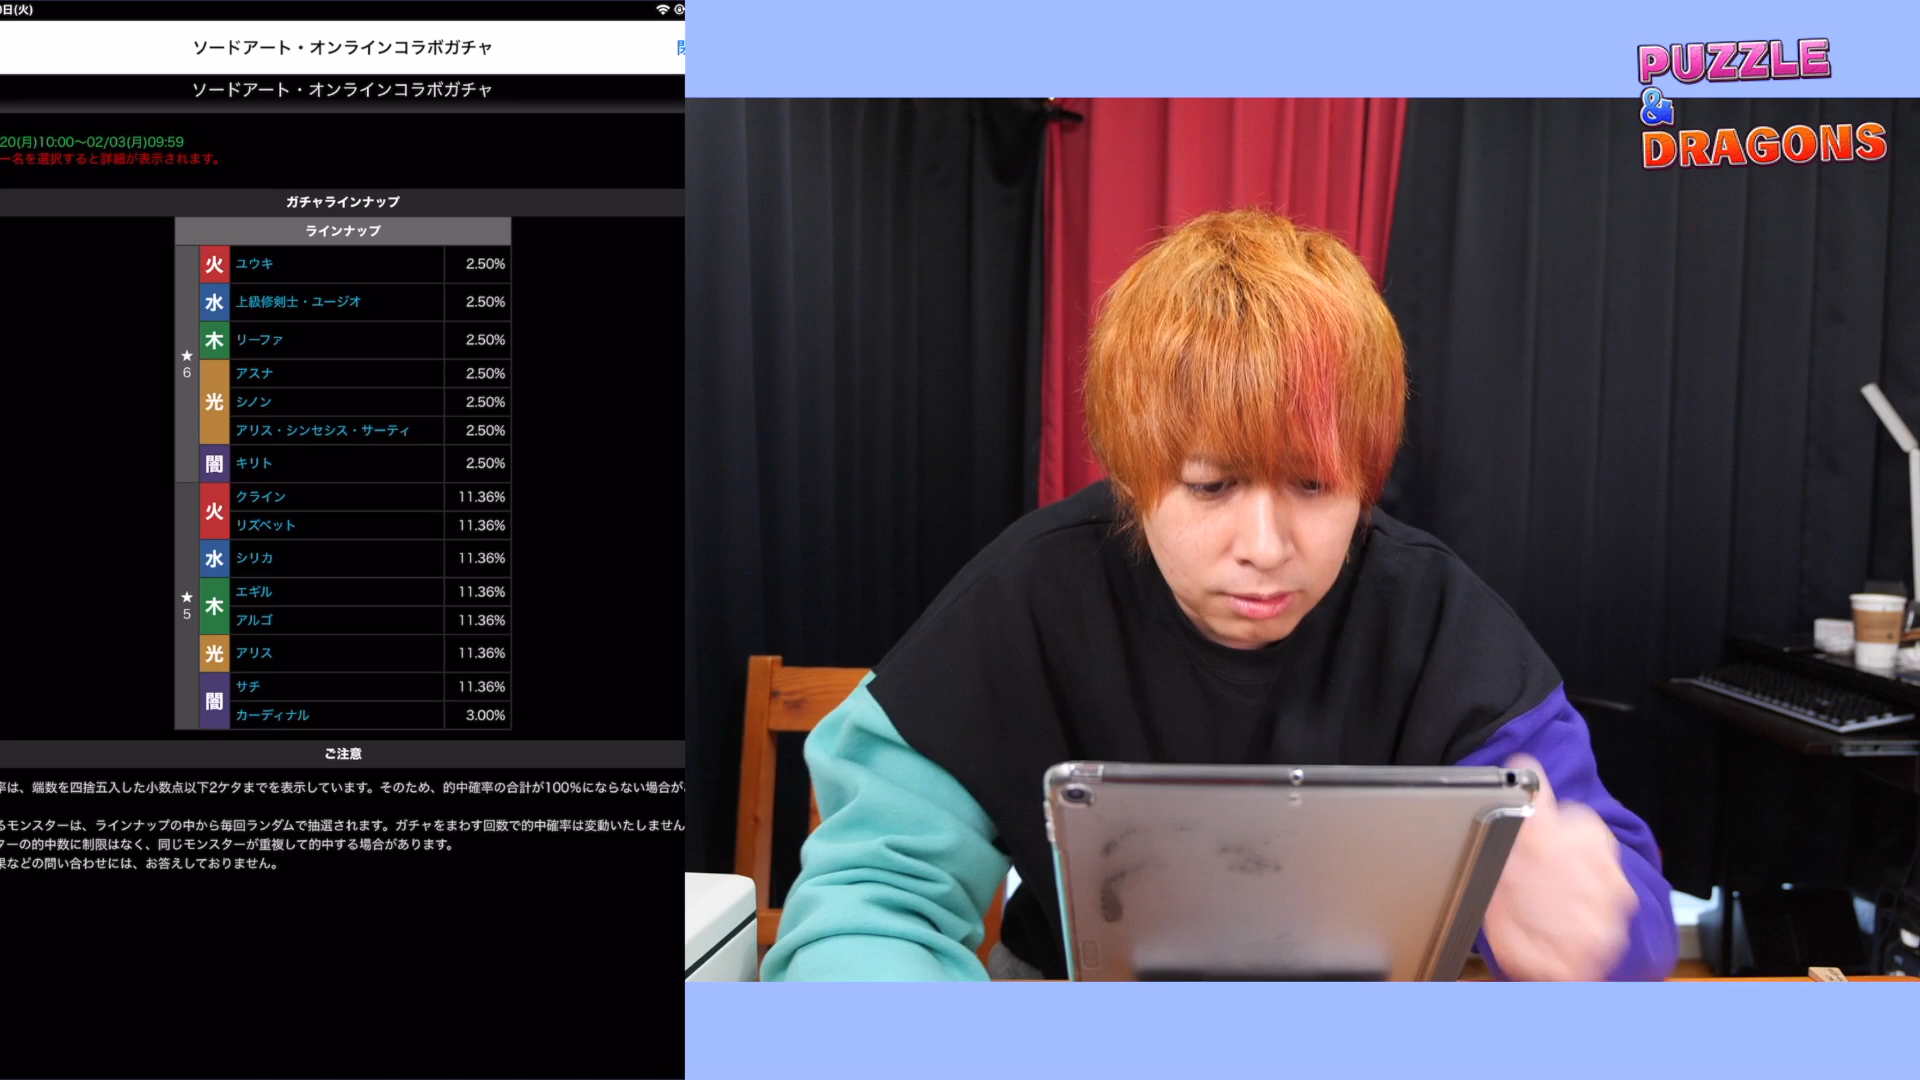 日(火)
ソードアート・オンラインコラボガチャ
ソードアート・オンラインコラボガチャ
20(月)10:00〜02/03(月)09:59
ー名を選択すると詳細が表示されます。
ガチャラインナップ
ラインナップ
★6
火 ユウキ 2.50%
水 上級修剣士・ユージオ 2.50%
木 リーファ 2.50%
光 アスナ 2.50%
シノン 2.50%
アリス・シンセシス・サーティ 2.50%
闇 キリト 2.50%
★5
火 クライン 11.36%
リズベット 11.36%
水 シリカ 11.36%
木 エギル 11.36%
アルゴ 11.36%
光 アリス 11.36%
闇 サチ 11.36%
カーディナル 3.00%
ご注意
率は、端数を四捨五入した小数点以下2ケタまでを表示しています。そのため、的中確率の合計が100%にならない場合が
るモンスターは、ラインナップの中から毎回ランダムで抽選されます。ガチャをまわす回数で的中確率は変動いたしません
ターの的中数に制限はなく、同じモンスターが重複して的中する場合があります。
果などの問い合わせには、お答えしておりません。
PUZZLE
&
DRAGONS